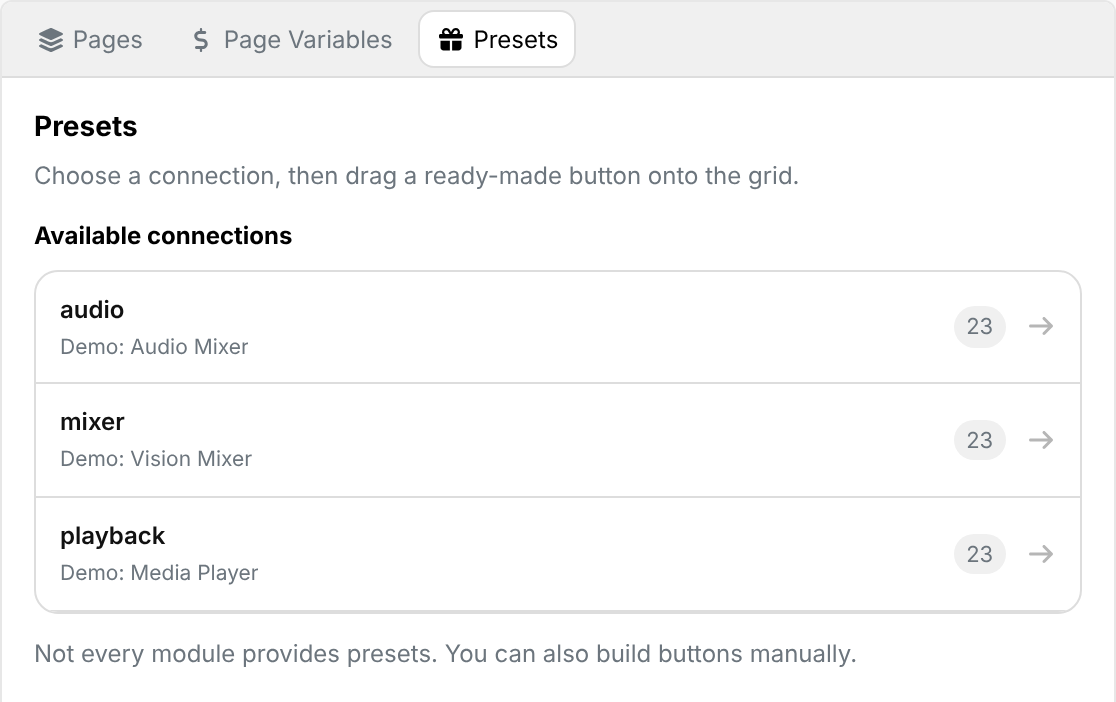 Pages
Page Variables
Presets
Presets
Choose a connection, then drag a ready-made button onto the grid.
Available connections
audio
Demo: Audio Mixer
23
mixer
Demo: Vision Mixer
23
playback
Demo: Media Player
23
Not every module provides presets. You can also build buttons manually.